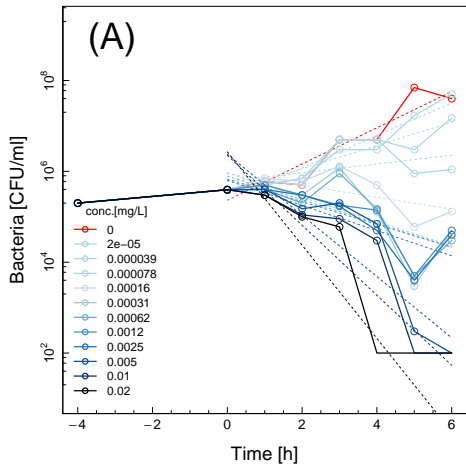 (A)
Bacteria [CFU/ml]
10^8
10^6
10^4
10^2
conc.[mg/L]
0
2e-05
0.000039
0.000078
0.00016
0.00031
0.00062
0.0012
0.0025
0.005
0.01
0.02
−4 −2 0 2 4 6
Time [h]